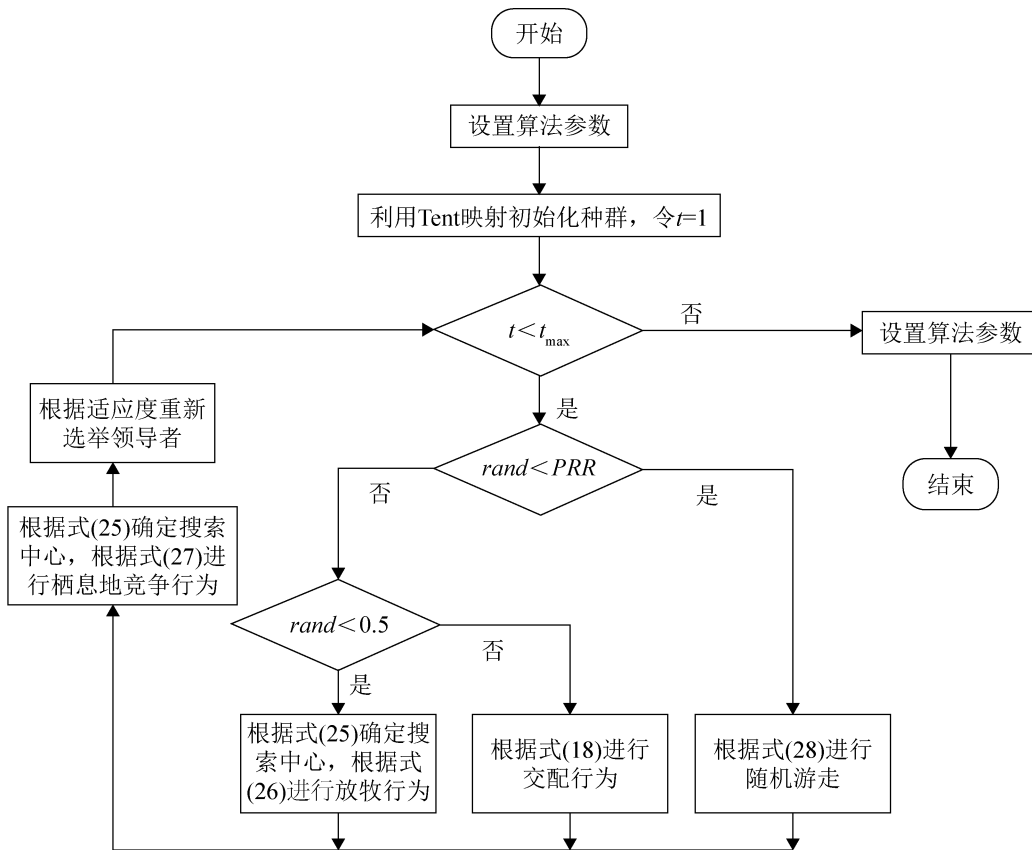 开始
设置算法参数
利用Tent映射初始化种群，令t=1
t＜tmax
否
设置算法参数
结束
是
rand＜PRR
否
是
rand＜0.5
否
是
根据式(25)确定搜
索中心，根据式
(26)进行放牧行为
根据式(18)进行
交配行为
根据式(28)进行
随机游走
根据式(25)确定搜索
中心，根据式(27)进
行栖息地竞争行为
根据适应度重新
选举领导者